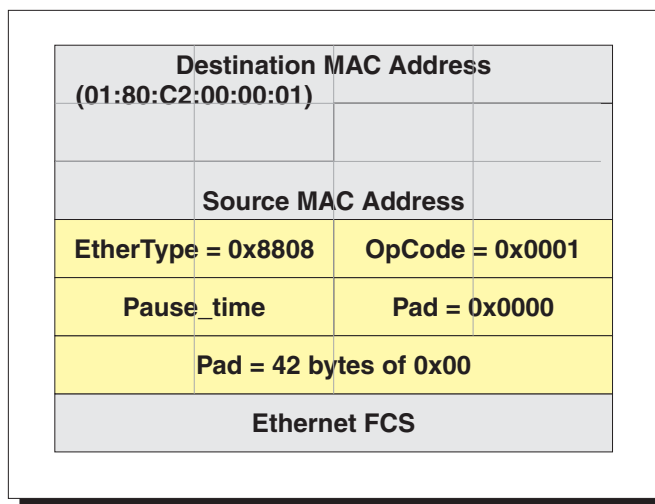 Destination MAC Address
(01:80:C2:00:00:01)
Source MAC Address
EtherType = 0x8808 OpCode = 0x0001
Pause_time Pad = 0x0000
Pad = 42 bytes of 0x00
Ethernet FCS